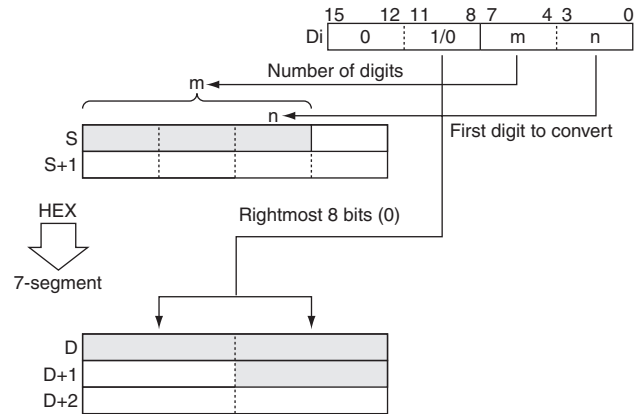 15 12 11 8 7 4 3 0
Di 0 1/0 m n
Number of digits
m
n
First digit to convert
S
S+1
Rightmost 8 bits (0)
HEX
7-segment
D
D+1
D+2